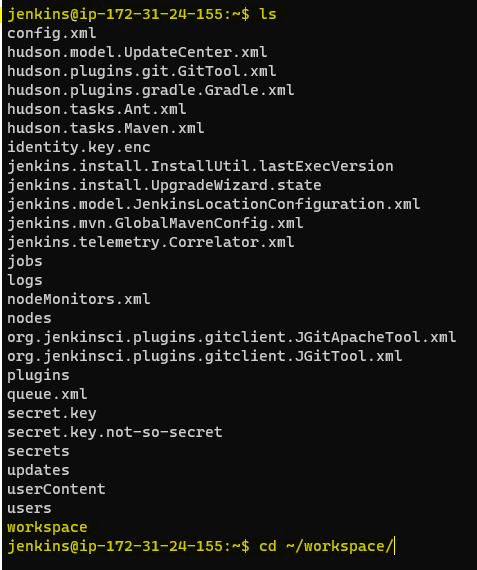 jenkins@ip-172-31-24-155:~$ ls
config.xml
hudson.model.UpdateCenter.xml
hudson.plugins.git.GitTool.xml
hudson.plugins.gradle.Gradle.xml
hudson.tasks.Ant.xml
hudson.tasks.Maven.xml
identity.key.enc
jenkins.install.InstallUtil.lastExecVersion
jenkins.install.UpgradeWizard.state
jenkins.model.JenkinsLocationConfiguration.xml
jenkins.mvn.GlobalMavenConfig.xml
jenkins.telemetry.Correlator.xml
jobs
logs
nodeMonitors.xml
nodes
org.jenkinsci.plugins.gitclient.JGitApacheTool.xml
org.jenkinsci.plugins.gitclient.JGitTool.xml
plugins
queue.xml
secret.key
secret.key.not-so-secret
secrets
updates
userContent
users
workspace
jenkins@ip-172-31-24-155:~$ cd ~/workspace/